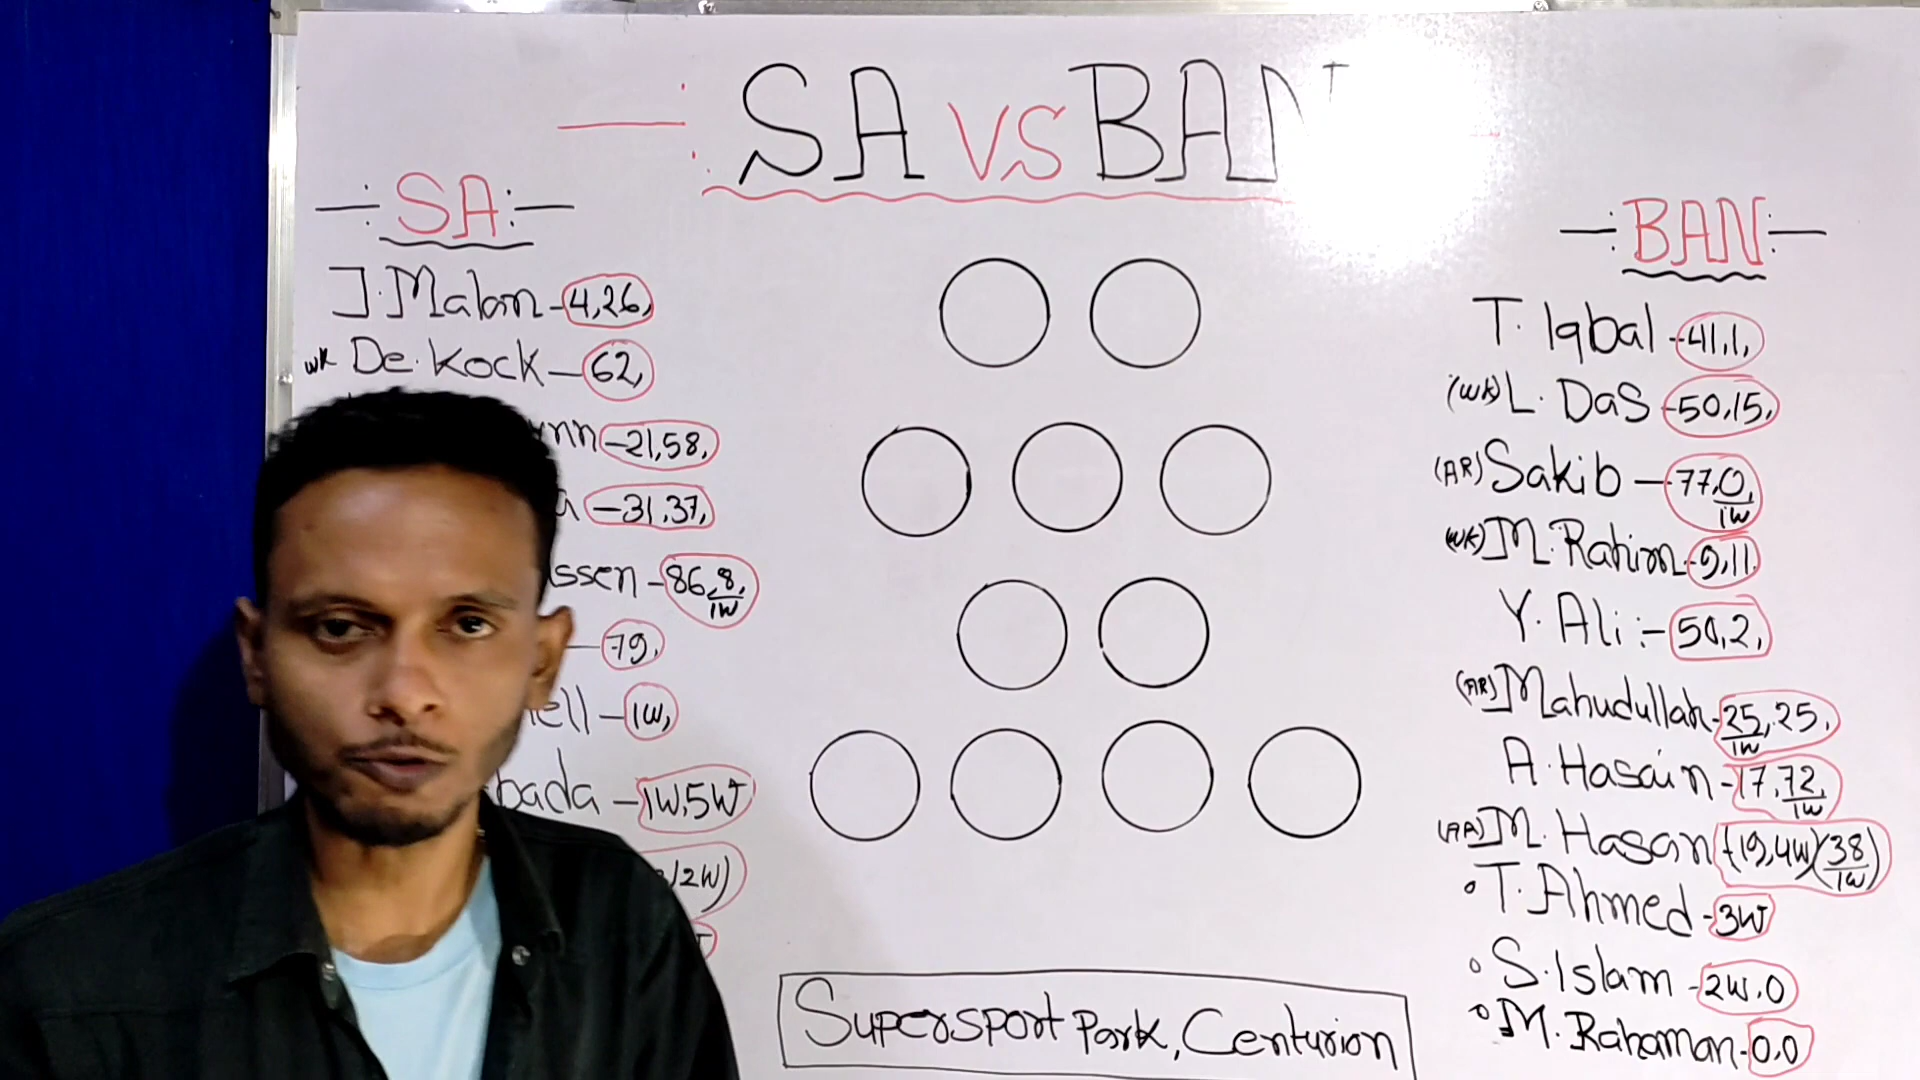 SA VS BAN
SA
J. Malan - 4,26,
WK De. Kock - 62,
-21,58,
-31,37,
ssen - 86,8,
1W
- 79,
ell - 1W,
bada - 1W,5W
/2W)
BAN
T. Iqbal - 41,1,
(WK) L. Das - 50,15,
(AR) Sakib - 77,0,
1W
(WK) M. Rahim - 9,11
Y. Ali :- 50,2,
(AR) Mahudullah - 25,25,
1W
A. Hosain - 17,72,
1W
M. Hasan - (19,4W)(38)
1W
T. Ahmed - 3W
S. Islam - 2W,0
M. Rahaman - 0,0
Supersport Park, Centurion